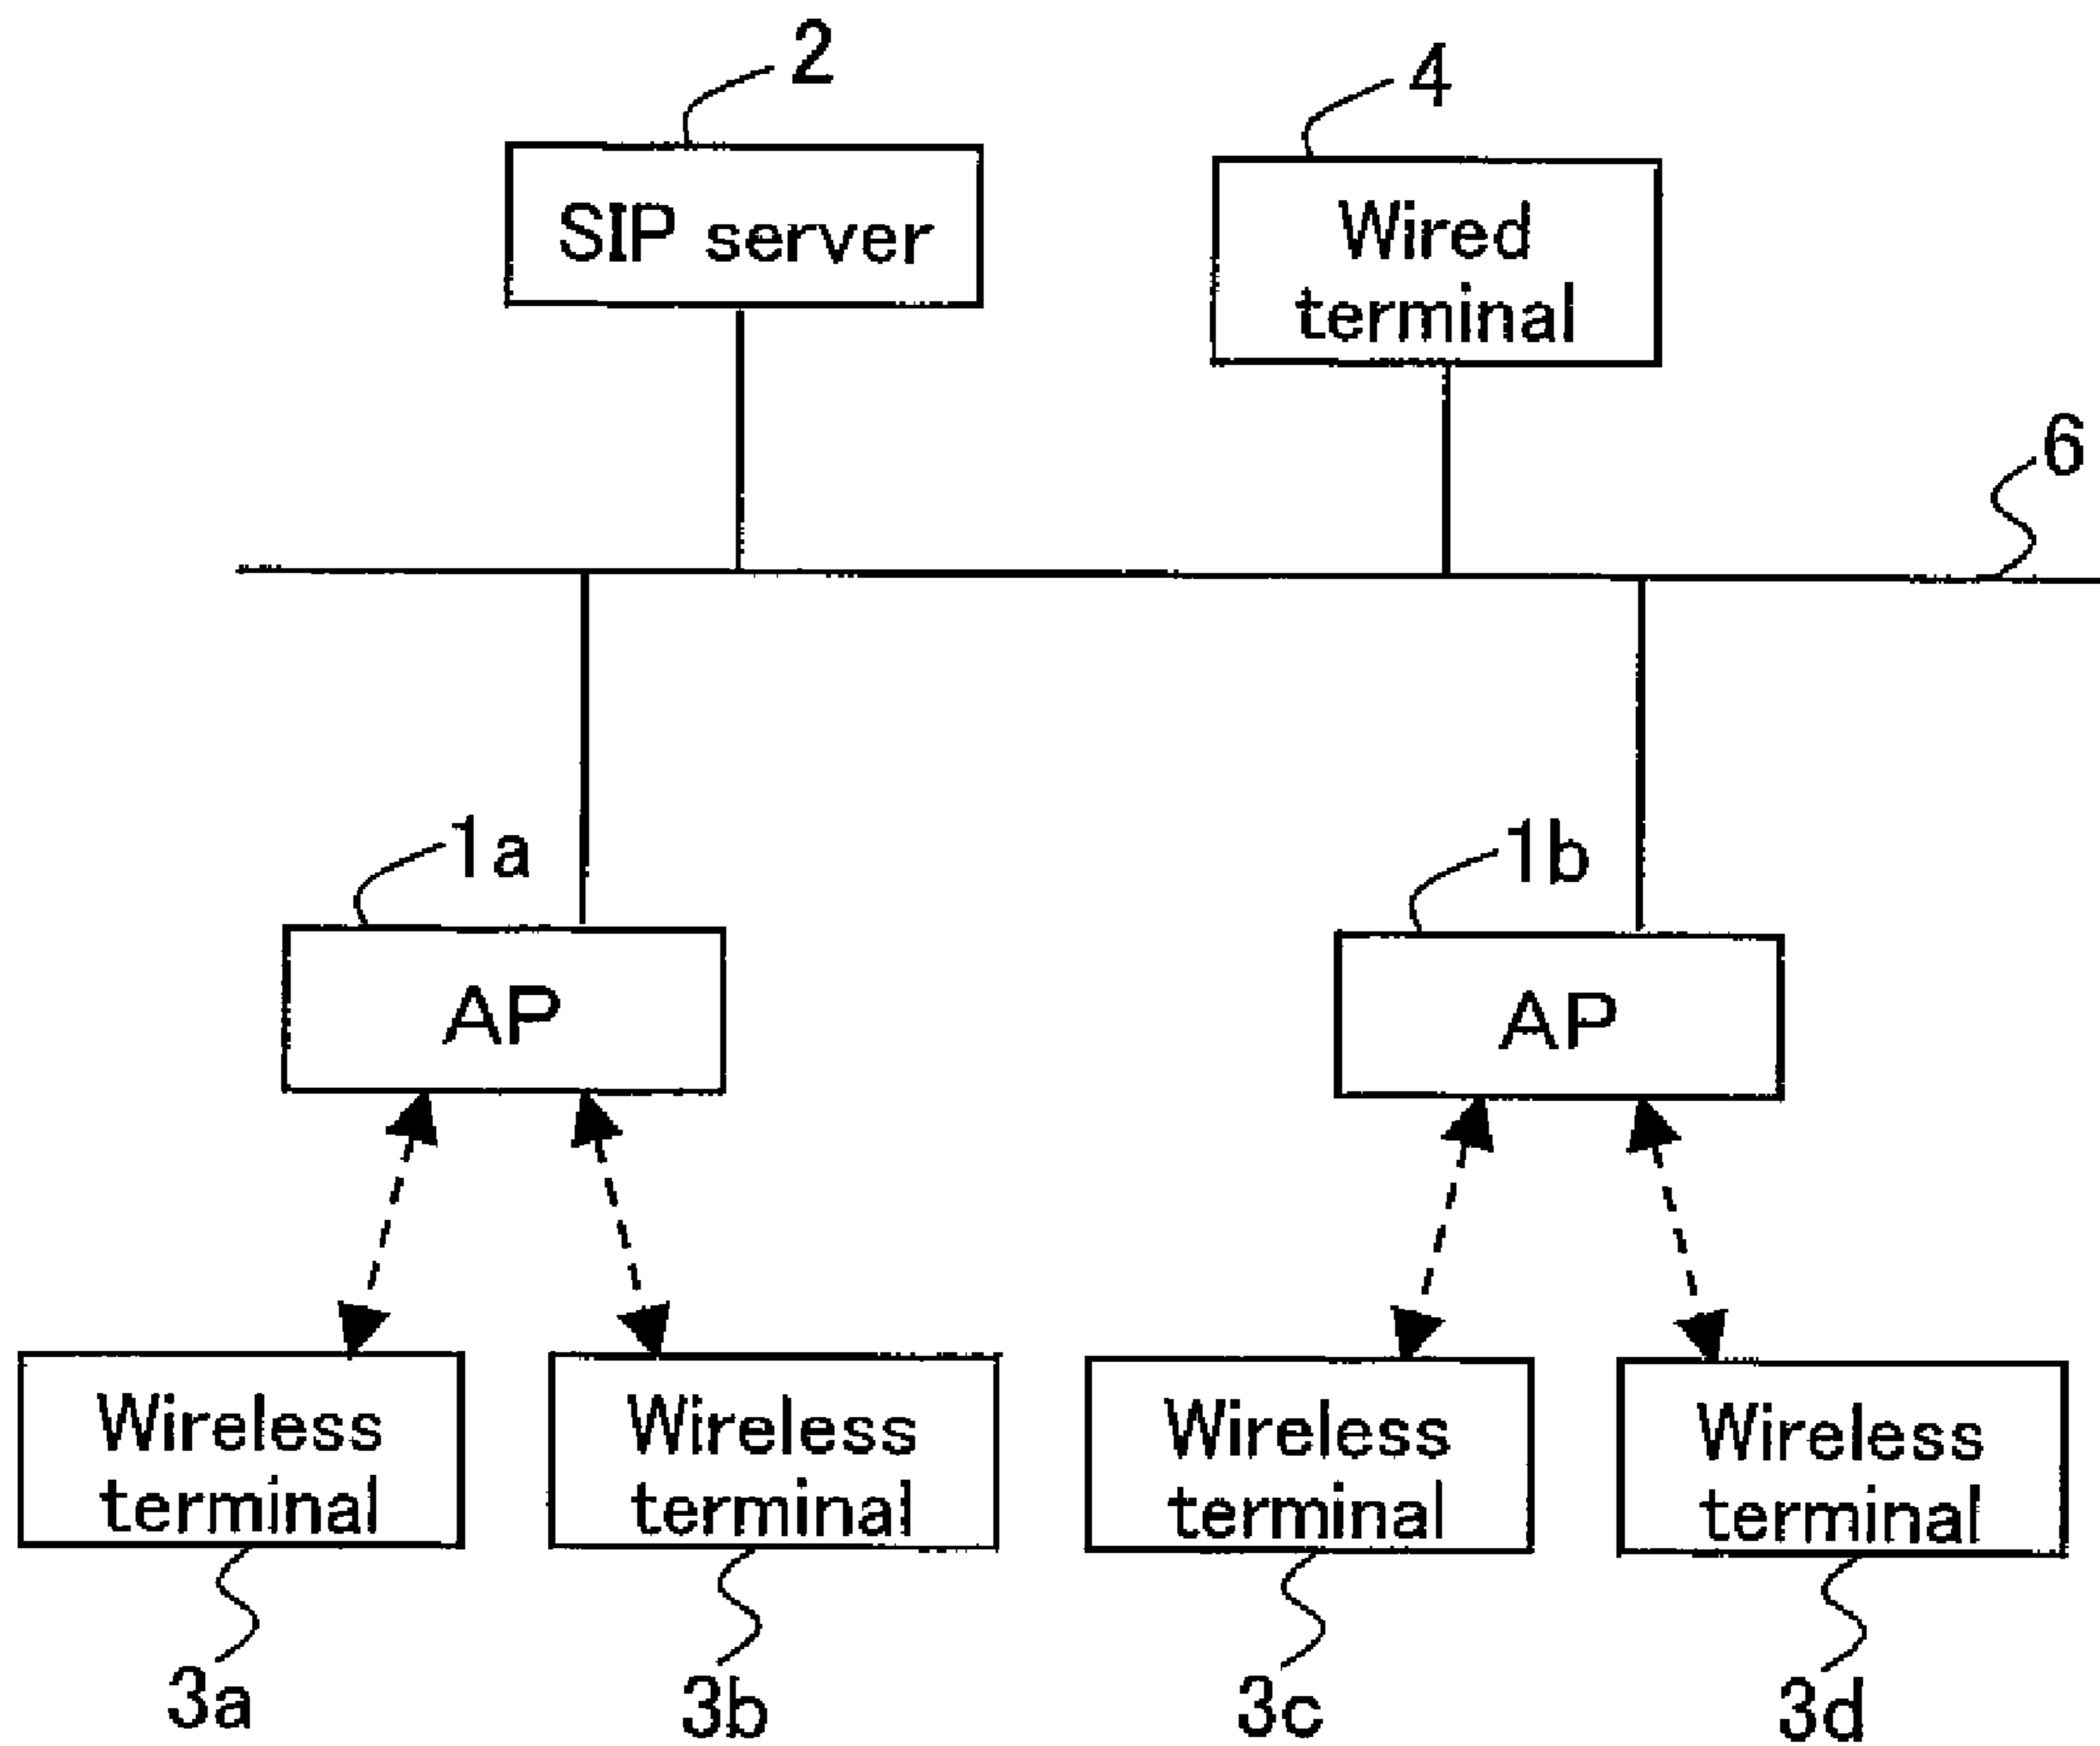 2
4
SIP server
Wired
terminal
6
1a
1b
AP
AP
Wireless
terminal
Wireless
terminal
Wireless
terminal
Wireless
terminal
3a
3b
3c
3d